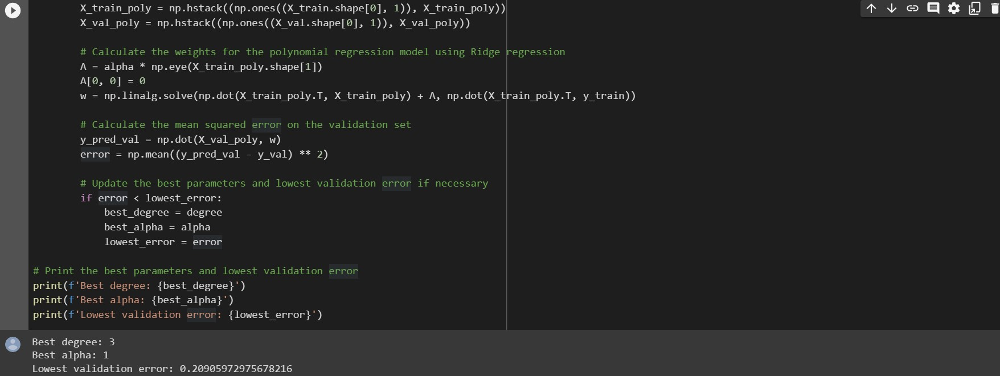 X_train_poly = np.hstack((np.ones((X_train.shape[0], 1)), X_train_poly))
X_val_poly = np.hstack((np.ones((X_val.shape[0], 1)), X_val_poly))
# Calculate the weights for the polynomial regression model using Ridge regression
A = alpha * np.eye(X_train_poly.shape[1])
A[0, 0] = 0
w = np.linalg.solve(np.dot(X_train_poly.T, X_train_poly) + A, np.dot(X_train_poly.T, y_train))
# Calculate the mean squared error on the validation set
y_pred_val = np.dot(X_val_poly, w)
error = np.mean((y_pred_val - y_val) ** 2)
# Update the best parameters and lowest validation error if necessary
if error < lowest_error:
best_degree = degree
best_alpha = alpha
lowest_error = error
# Print the best parameters and lowest validation error
print(f'Best degree: {best_degree}')
print(f'Best alpha: {best_alpha}')
print(f'Lowest validation error: {lowest_error}')
Best degree: 3
Best alpha: 1
Lowest validation error: 0.20905972975678216